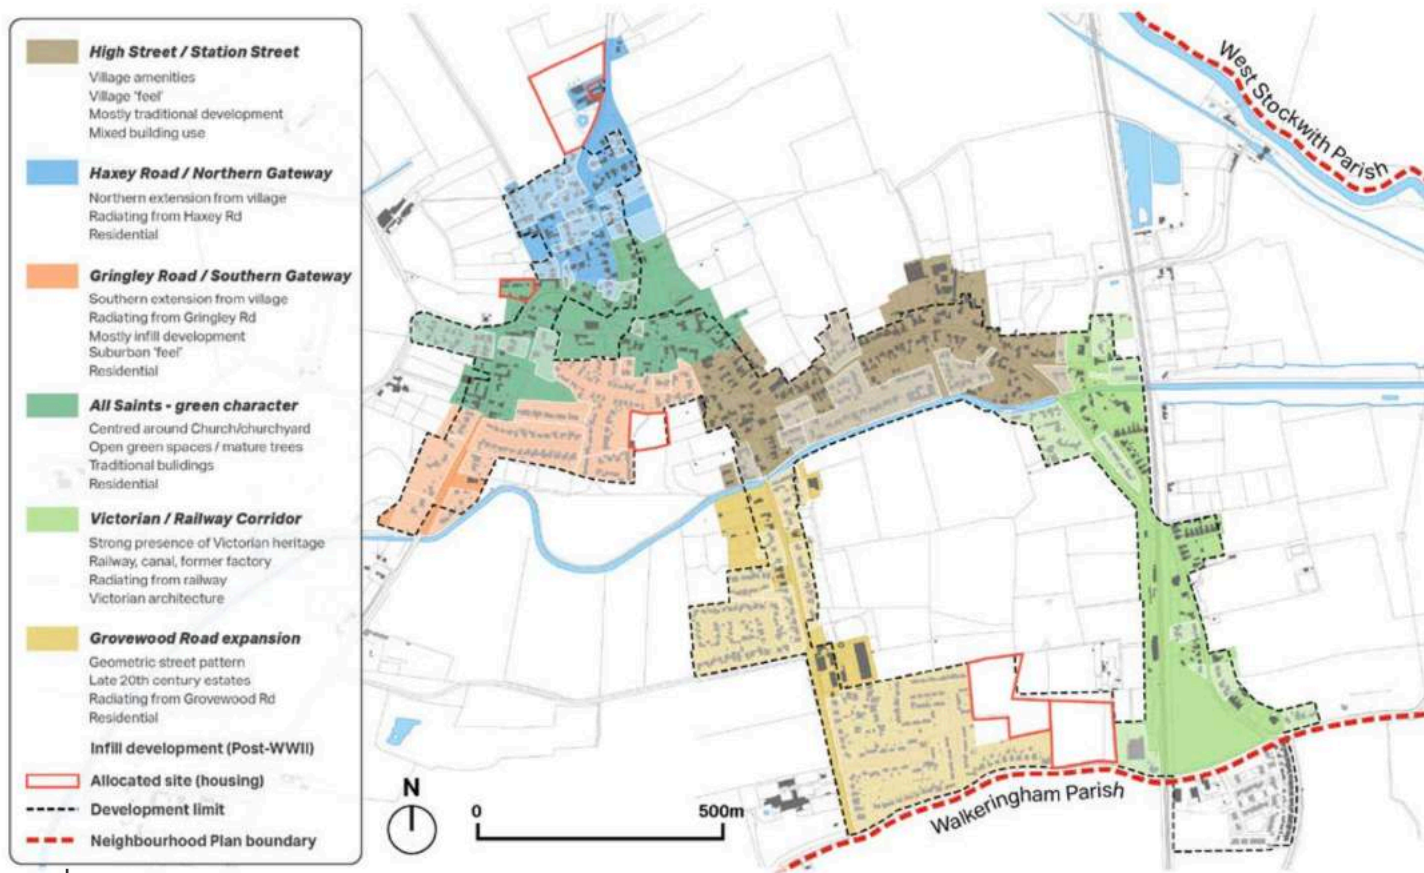 High Street / Station Street
Village amenities
Village 'feel'
Mostly traditional development
Mixed building use
Haxey Road / Northern Gateway
Northern extension from village
Radiating from Haxey Rd
Residential
Gringley Road / Southern Gateway
Southern extension from village
Radiating from Gringley Rd
Mostly infill development
Suburban 'feel'
Residential
All Saints - green character
Centred around Church/churchyard
Open green spaces / mature trees
Traditional bulidings
Residential
Victorian / Railway Corridor
Strong presence of Victorian heritage
Railway, canal, former factory
Radiating from railway
Victorian architecture
Grovewood Road expansion
Geometric street pattern
Late 20th century estates
Radiating from Grovewood Rd
Residential
Infill development (Post-WWII)
Allocated site (housing)
Development limit
Neighbourhood Plan boundary
N
0 500m
West Stockwith Parish
Walkeringham Parish